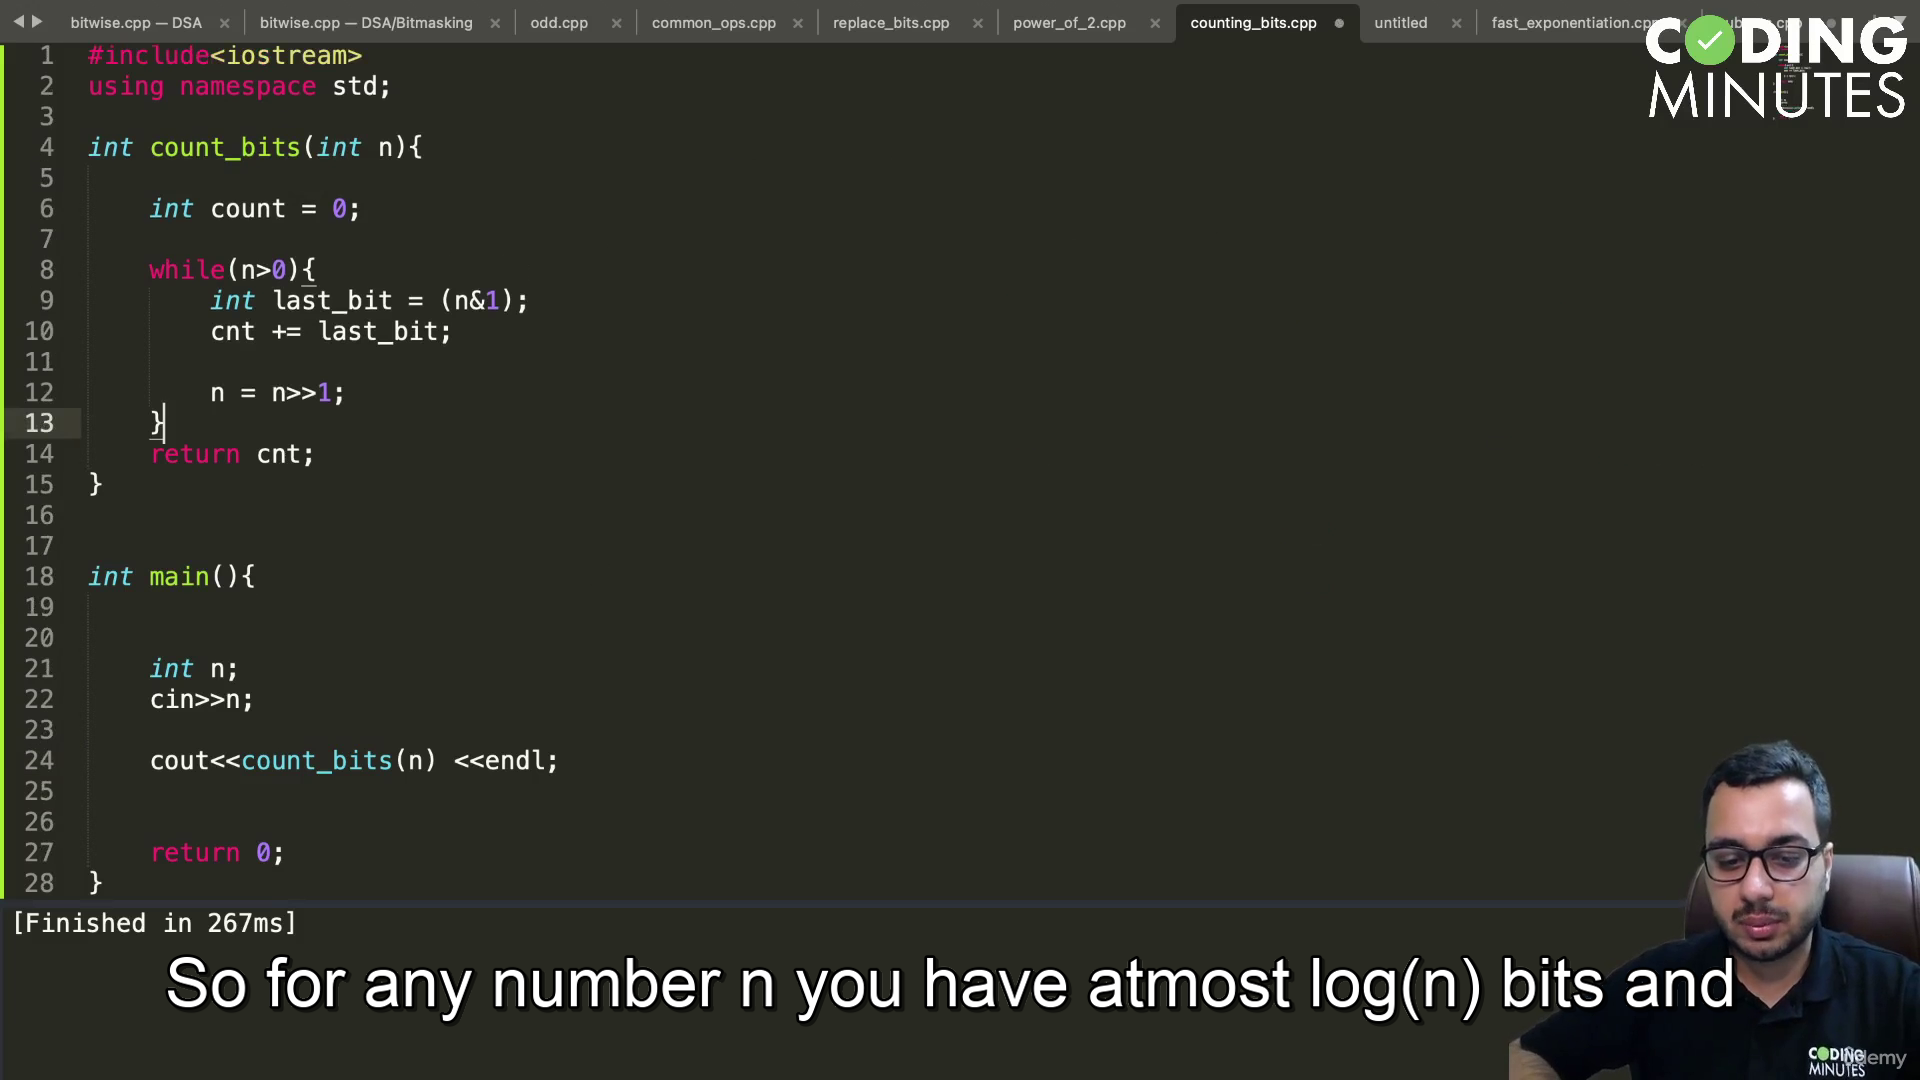 bitwise.cpp — DSA
bitwise.cpp — DSA/Bitmasking
odd.cpp
common_ops.cpp
replace_bits.cpp
power_of_2.cpp
counting_bits.cpp
untitled
fast_exponentiation.cpp
CODING
MINUTES
1 #include<iostream>
2 using namespace std;
3
4 int count_bits(int n){
5
6 int count = 0;
7
8 while(n>0){
9 int last_bit = (n&1);
10 cnt += last_bit;
11
12 n = n>>1;
13 }
14 return cnt;
15 }
16
17
18 int main(){
19
20
21 int n;
22 cin>>n;
23
24 cout<<count_bits(n) <<endl;
25
26
27 return 0;
28 }
[Finished in 267ms]
So for any number n you have atmost log(n) bits and
CODING
MINUTES
Udemy